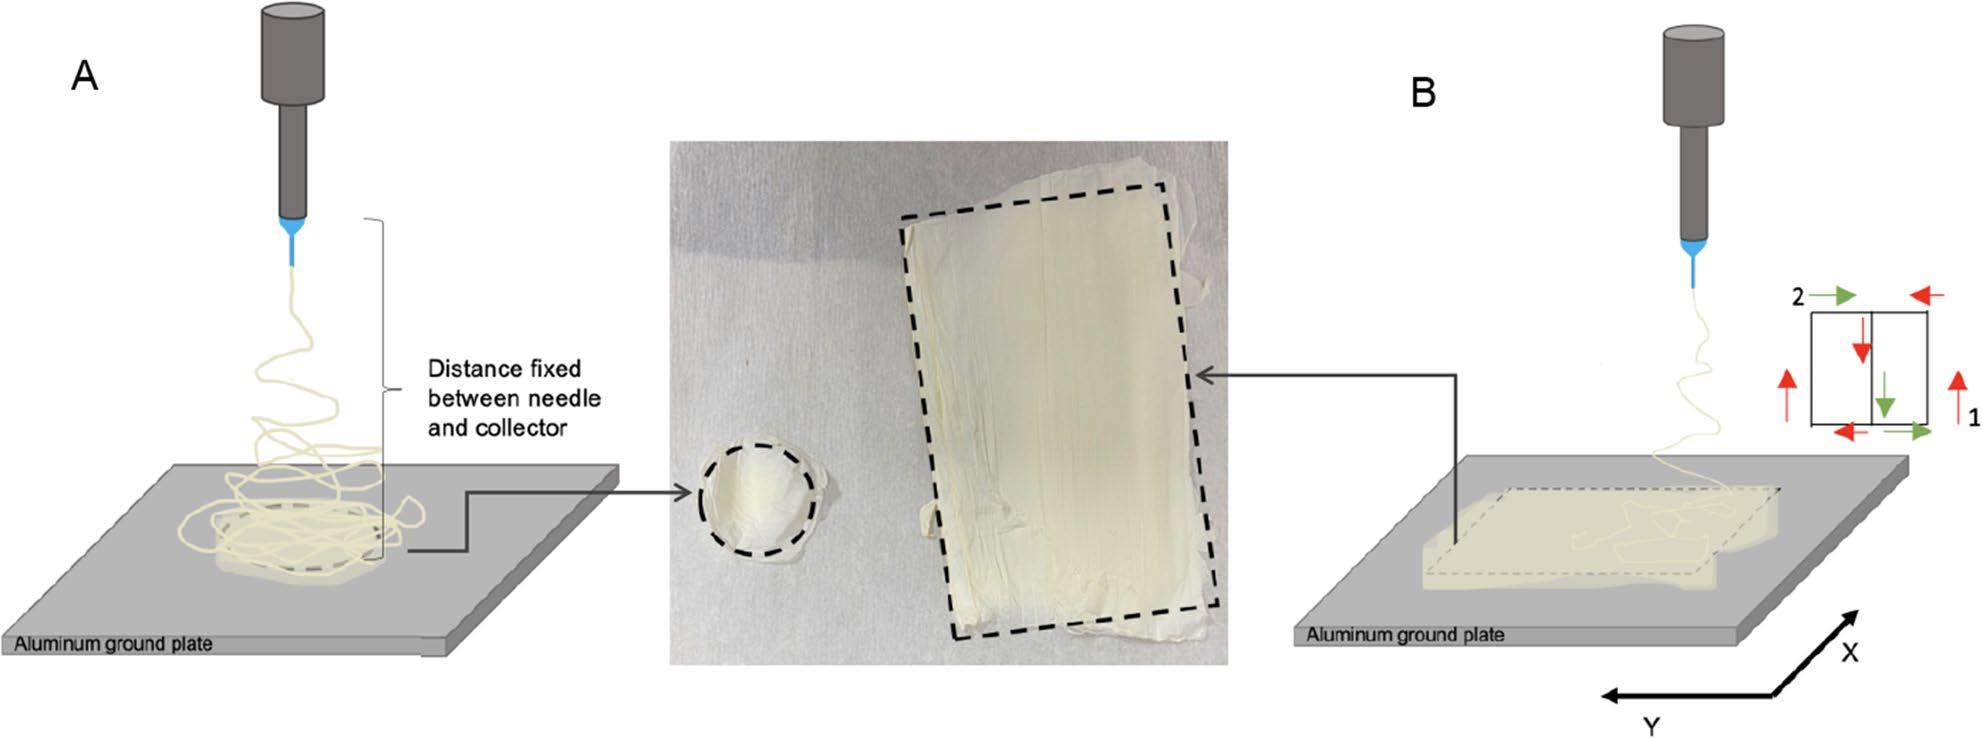 A
B
Distance fixed
between needle
and collector
2
1
Aluminum ground plate
Aluminum ground plate
X
Y